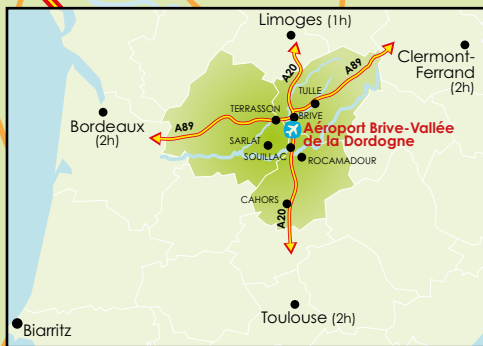 Limoges (1h)
Clermont-
Ferrand
(2h)
A20
A89
TULLE
TERRASSON
BRIVE
Bordeaux
(2h)
A89
Aéroport Brive-Vallée
de la Dordogne
SARLAT
SOUILLAC
ROCAMADOUR
CAHORS
A20
Toulouse (2h)
Biarritz